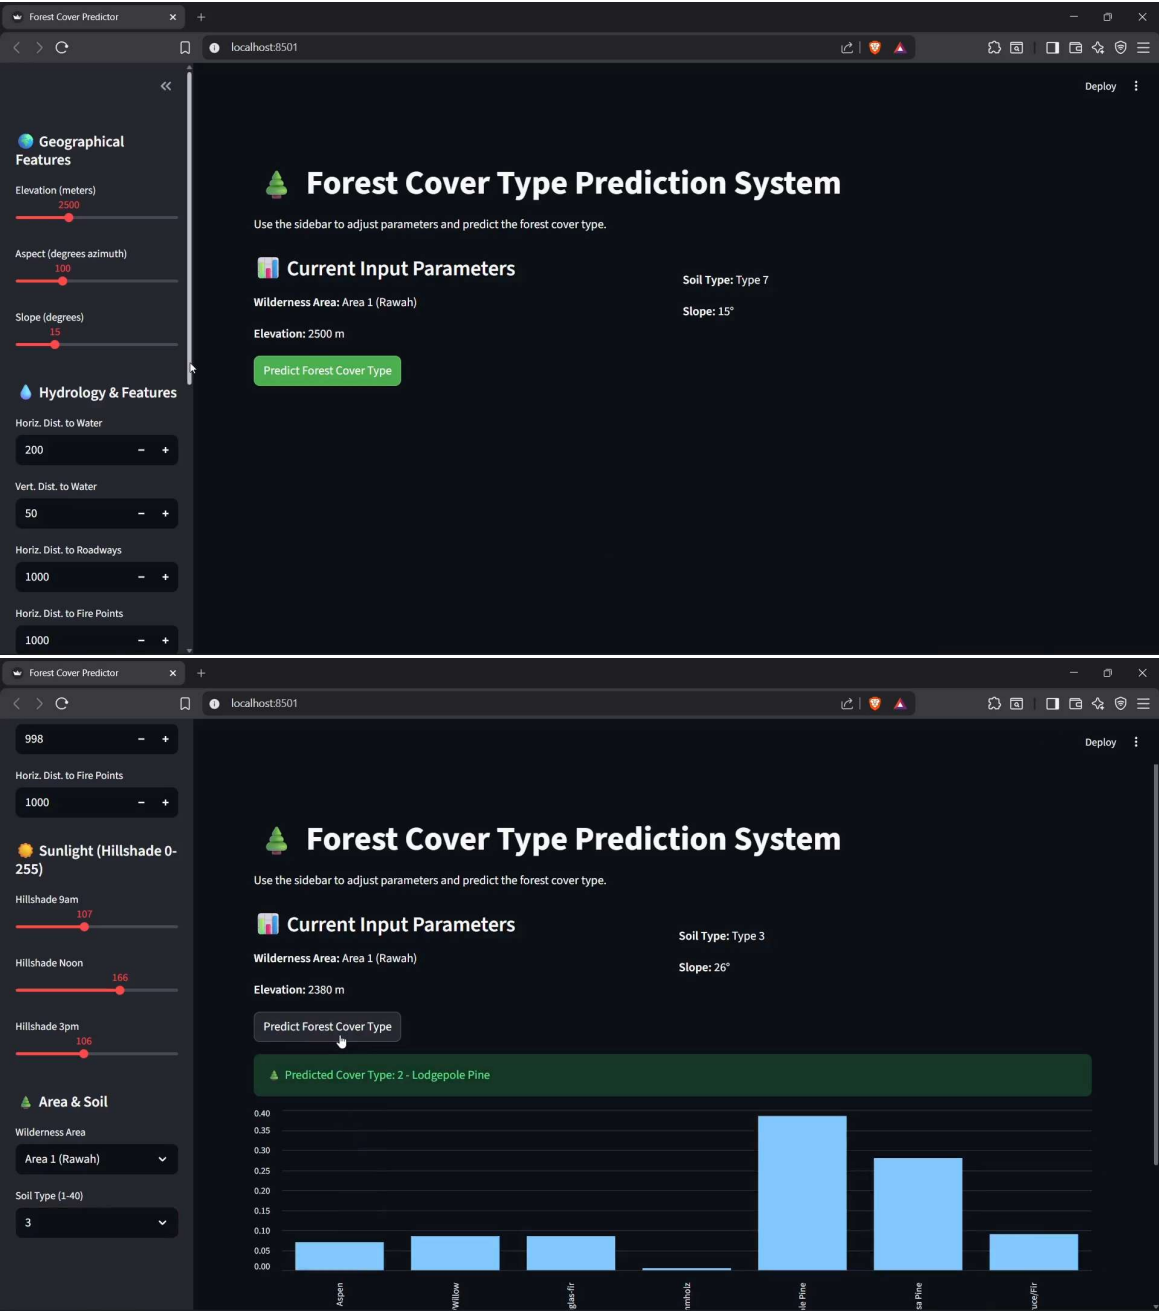 Forest Cover Predictor
localhost:8501
Deploy
Geographical
Features
Elevation (meters)
2500
Aspect (degrees azimuth)
100
Slope (degrees)
15
Hydrology & Features
Horiz. Dist. to Water
200
Vert. Dist. to Water
50
Horiz. Dist. to Roadways
1000
Horiz. Dist. to Fire Points
1000
Forest Cover Type Prediction System
Use the sidebar to adjust parameters and predict the forest cover type.
Current Input Parameters
Wilderness Area: Area 1 (Rawah)
Elevation: 2500 m
Soil Type: Type 7
Slope: 15°
Predict Forest Cover Type
Forest Cover Predictor
localhost:8501
Deploy
998
Horiz. Dist. to Fire Points
1000
Sunlight (Hillshade 0-
255)
Hillshade 9am
107
Hillshade Noon
166
Hillshade 3pm
106
Area & Soil
Wilderness Area
Area 1 (Rawah)
Soil Type (1-40)
3
Forest Cover Type Prediction System
Use the sidebar to adjust parameters and predict the forest cover type.
Current Input Parameters
Wilderness Area: Area 1 (Rawah)
Elevation: 2380 m
Soil Type: Type 3
Slope: 26°
Predict Forest Cover Type
Predicted Cover Type: 2 - Lodgepole Pine
0.40
0.35
0.30
0.25
0.20
0.15
0.10
0.05
0.00
Aspen
Willow
glas-fir
mmholz
le Pine
sa Pine
uce/Fir